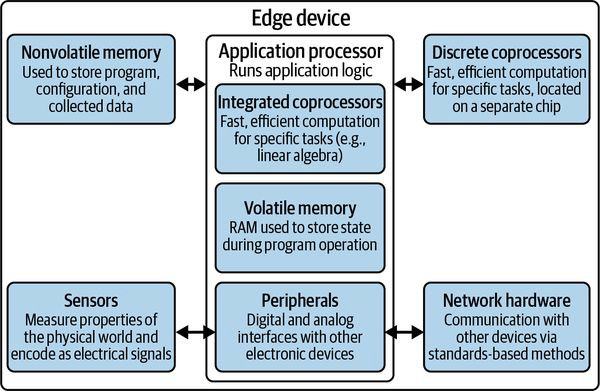 Edge device
Nonvolatile memory
Used to store program,
configuration, and
collected data
Application processor
Runs application logic
Integrated coprocessors
Fast, efficient computation
for specific tasks (e.g.,
linear algebra)
Discrete coprocessors
Fast, efficient computation
for specific tasks, located
on a separate chip
Volatile memory
RAM used to store state
during program operation
Sensors
Measure properties of
the physical world and
encode as electrical signals
Peripherals
Digital and analog
interfaces with other
electronic devices
Network hardware
Communication with
other devices via
standards-based methods